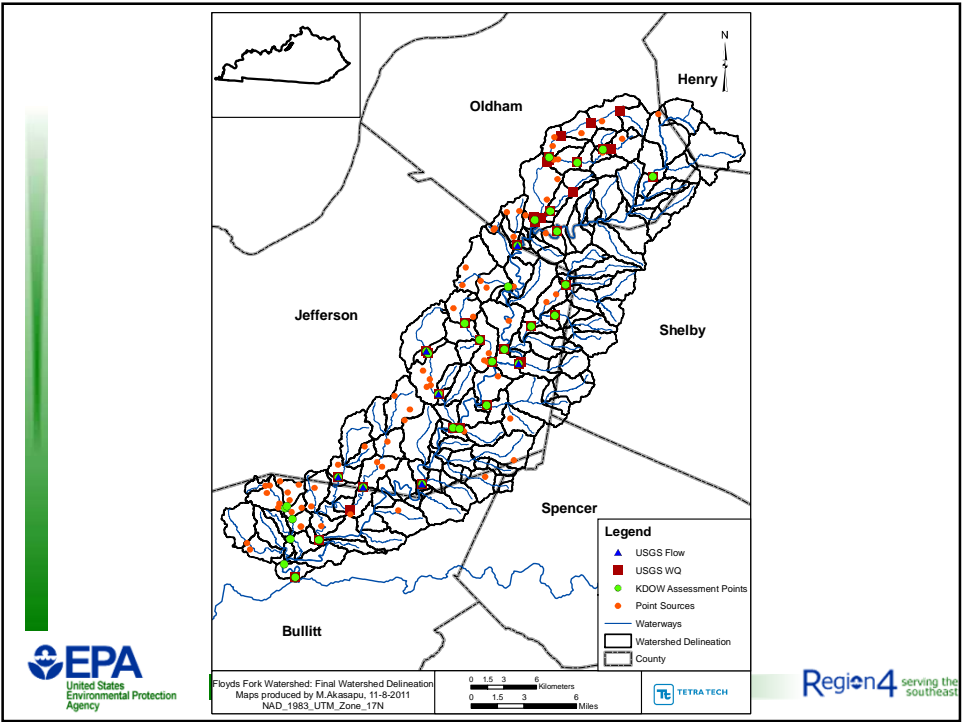 N
Henry
Oldham
Jefferson
Shelby
Spencer
Bullitt
Legend
USGS Flow
USGS WQ
KDOW Assessment Points
Point Sources
Waterways
Watershed Delineation
County
Floyds Fork Watershed: Final Watershed Delineation
Maps produced by M.Akasapu, 11-8-2011
NAD_1983_UTM_Zone_17N
0 1.5 3 6
Kilometers
0 1.5 3 6
Miles
Tt TETRA TECH
EPA
United States
Environmental Protection
Agency
Region4 serving the
southeast